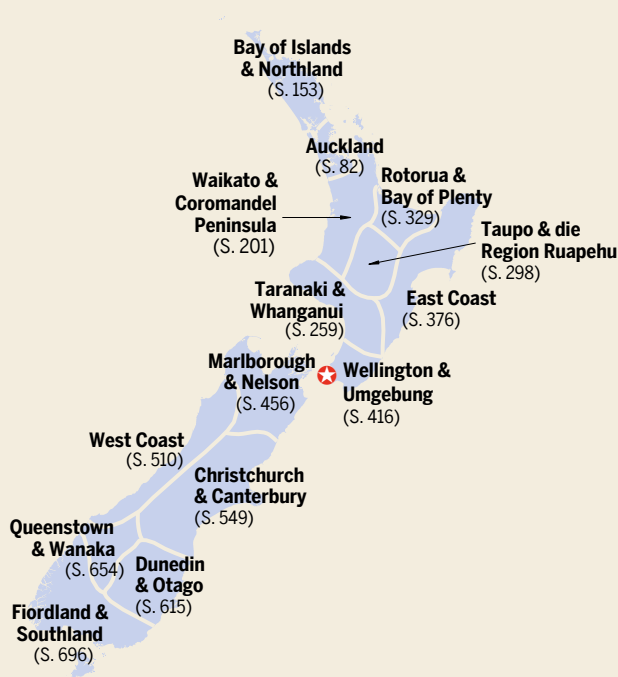 Bay of Islands
& Northland
(S. 153)
Auckland
(S. 82)
Waikato &
Coromandel
Peninsula
(S. 201)
Rotorua &
Bay of Plenty
(S. 329)
Taupo & die
Region Ruapehu
(S. 298)
Taranaki &
Whanganui
(S. 259)
East Coast
(S. 376)
Marlborough
& Nelson
(S. 456)
Wellington &
Umgebung
(S. 416)
West Coast
(S. 510)
Christchurch
& Canterbury
(S. 549)
Queenstown
& Wanaka
(S. 654)
Dunedin
& Otago
(S. 615)
Fiordland &
Southland
(S. 696)